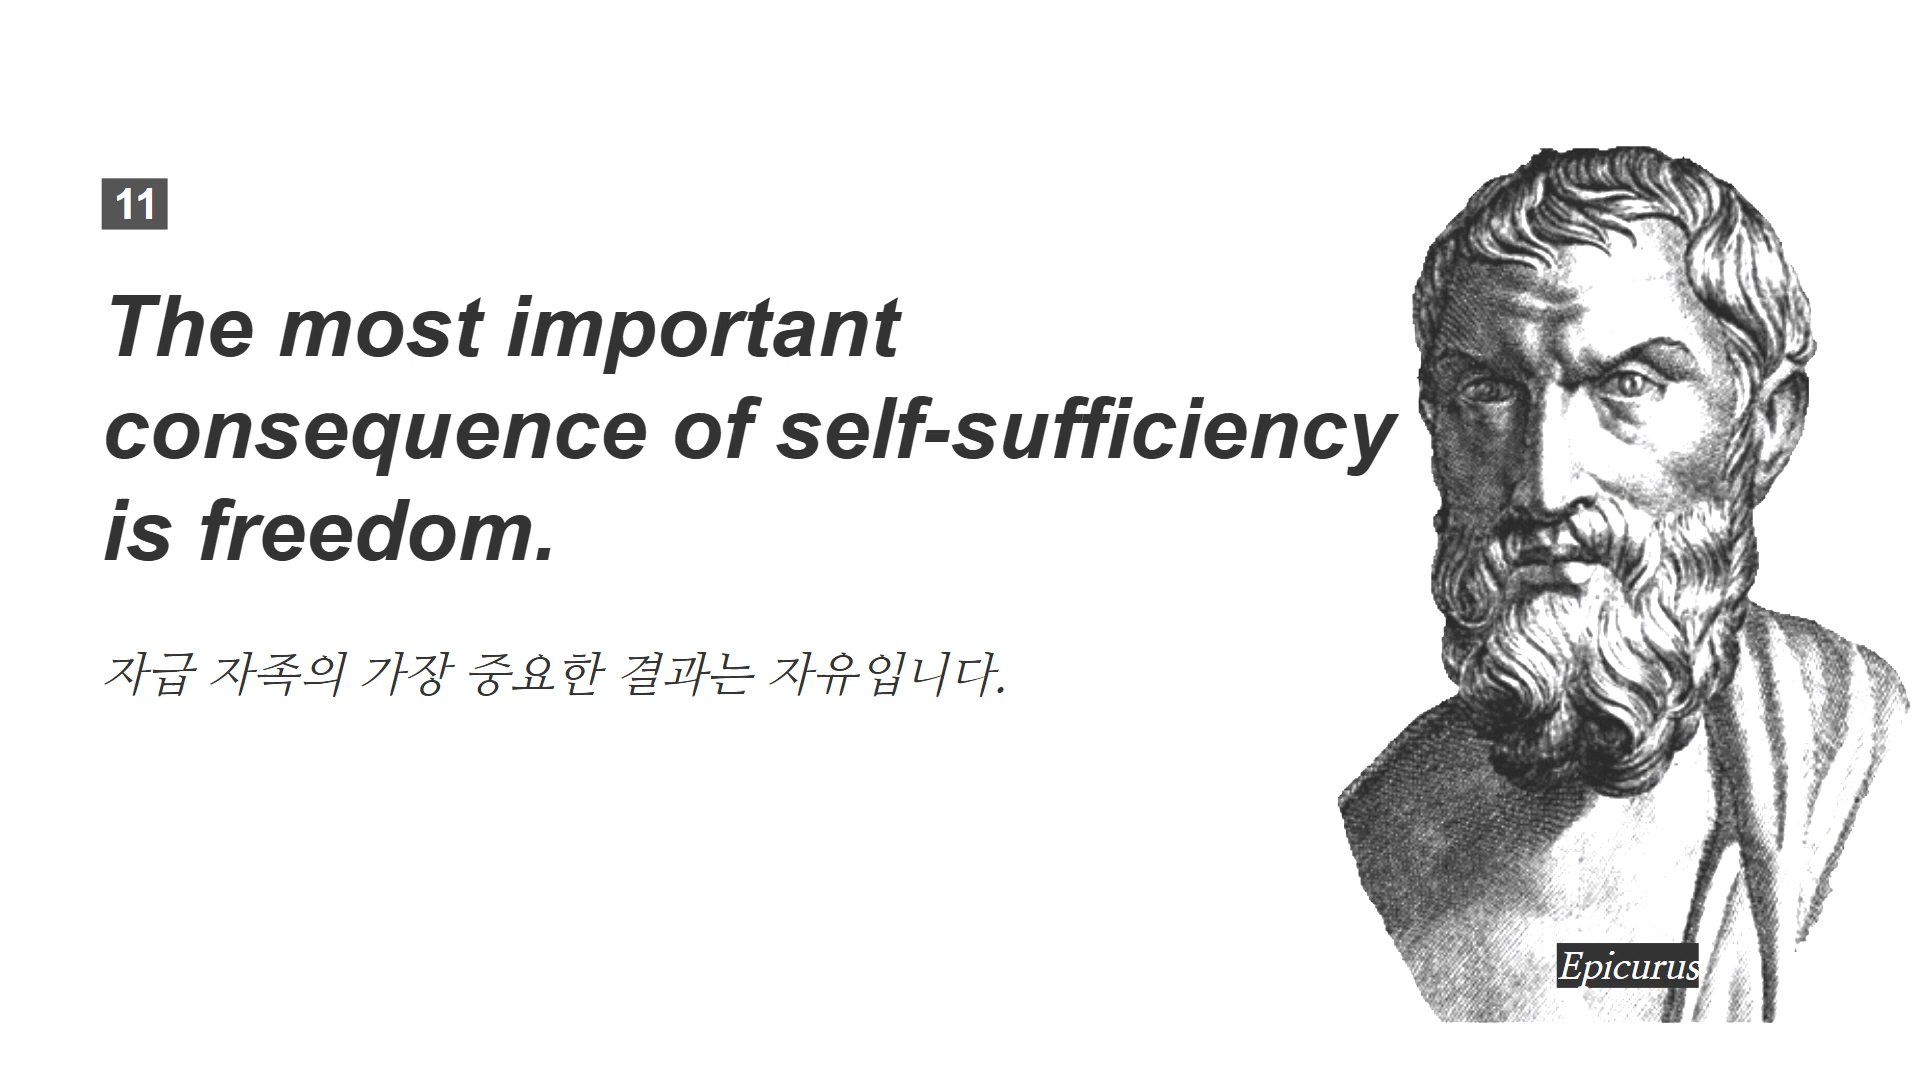 11
The most important
consequence of self-sufficiency
is freedom.
자급 자족의 가장 중요한 결과는 자유입니다.
Epicurus